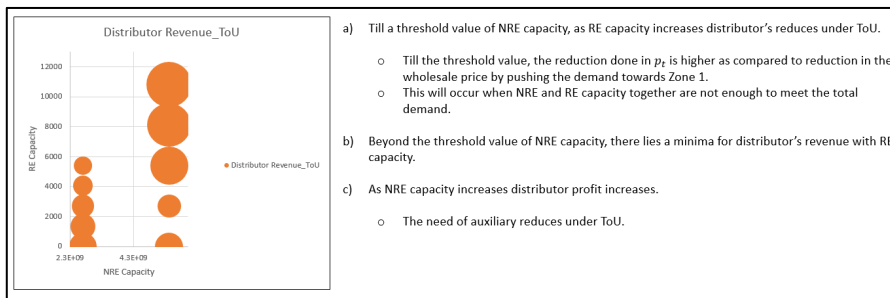 Distributor Revenue_ToU
12000
10000
8000
6000
4000
2000
0
2.3E+09
4.3E+09
RE Capacity
NRE Capacity
Distributor Revenue_ToU
a) Till a threshold value of NRE capacity, as RE capacity increases distributor's reduces under ToU.
o Till the threshold value, the reduction done in pₜ is higher as compared to reduction in the
wholesale price by pushing the demand towards Zone 1.
o This will occur when NRE and RE capacity together are not enough to meet the total
demand.
b) Beyond the threshold value of NRE capacity, there lies a minima for distributor's revenue with RE
capacity.
c) As NRE capacity increases distributor profit increases.
o The need of auxiliary reduces under ToU.